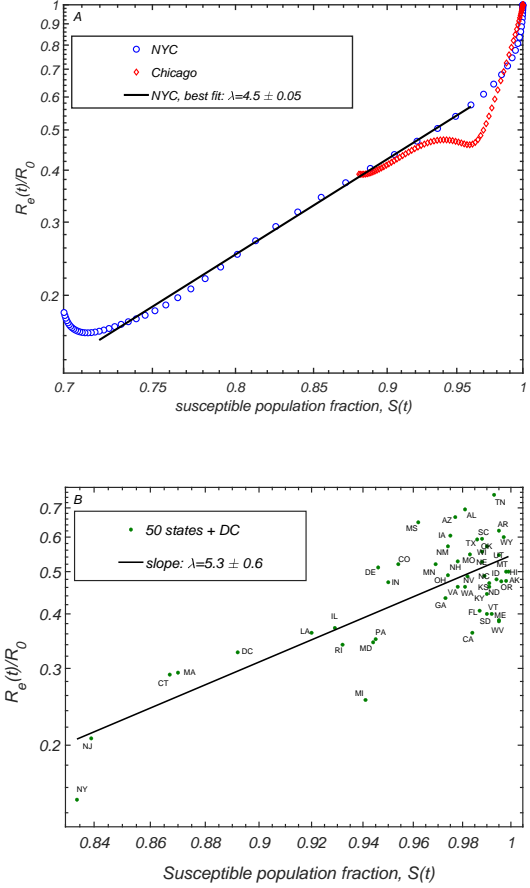 A
NYC
Chicago
NYC, best fit: λ=4.5 ± 0.05
1
0.9
0.8
0.7
0.6
0.5
0.4
0.3
0.2
R_e(t)/R_0
0.7 0.75 0.8 0.85 0.9 0.95 1
susceptible population fraction, S(t)
B
50 states + DC
slope: λ=5.3 ± 0.6
TN
AL
AZ
MS
AR
IA
SC
WY
TX
OK
NM
WI
UT
CO
MO
DE
MN
NH
NE
MT
HI
IN
OH
NV
NC
ID
AK
VA
WA
KS
OR
GA
KY
FL
VT
ME
SD
IL
LA
CA
WV
PA
RI
MD
DC
MA
CT
MI
NJ
NY
0.7
0.6
0.5
0.4
0.3
0.2
R_e(t)/R_0
0.84 0.86 0.88 0.9 0.92 0.94 0.96 0.98 1
Susceptible population fraction, S(t)